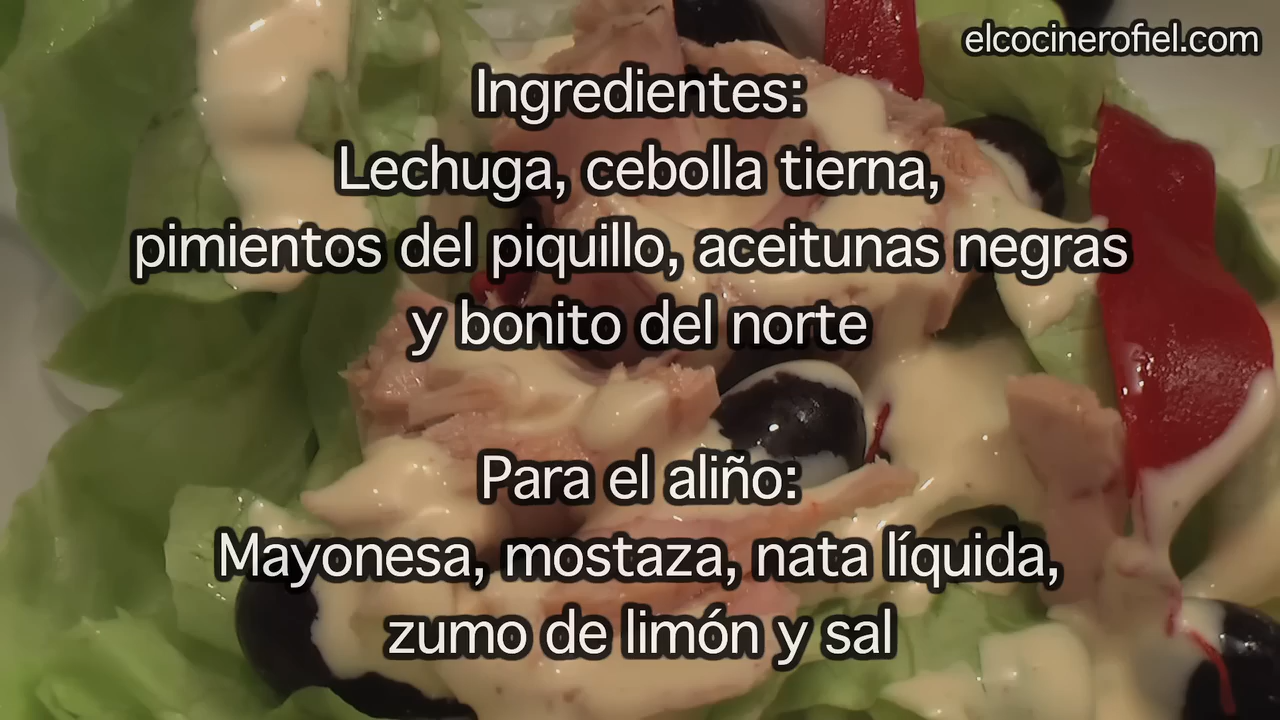 elcocinerofiel.com
Ingredientes:
Lechuga, cebolla tierna,
pimientos del piquillo, aceitunas negras
y bonito del norte
Para el aliño:
Mayonesa, mostaza, nata líquida,
zumo de limón y sal